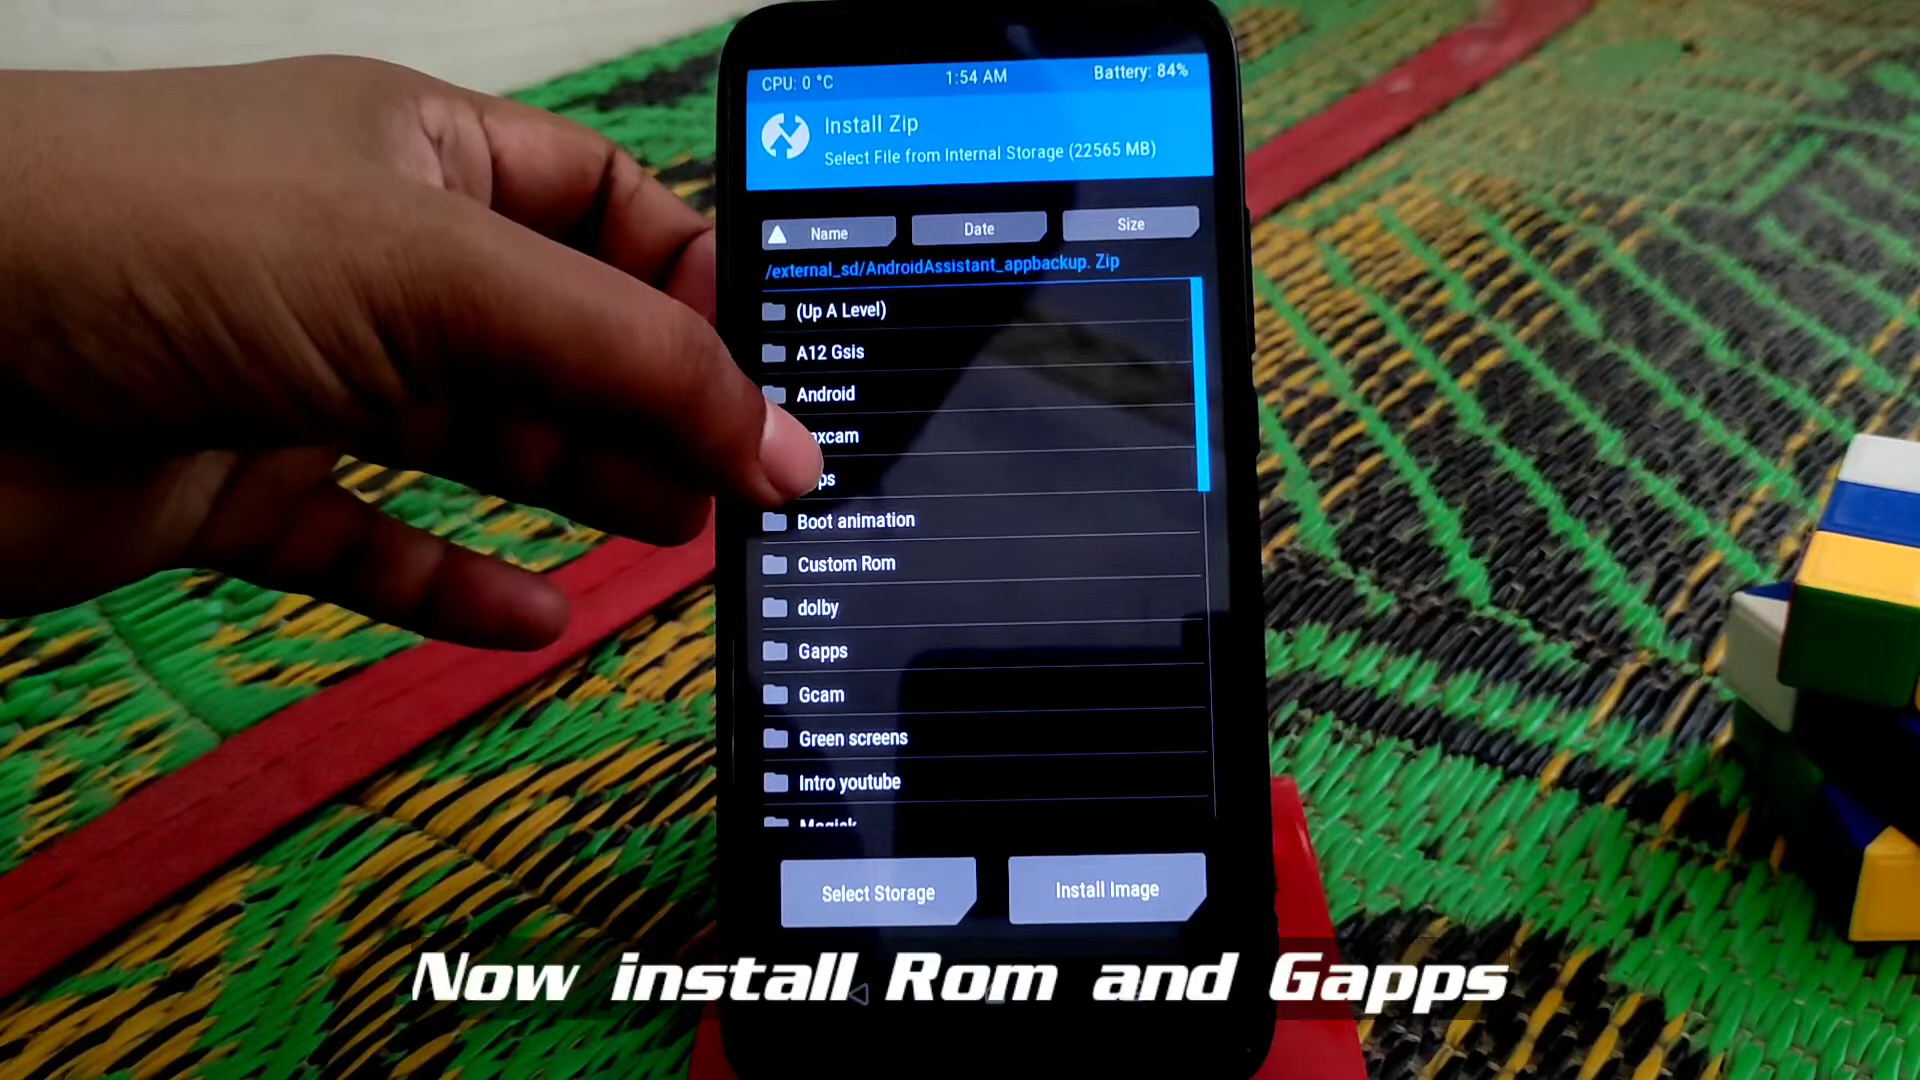 CPU: 0 °C 1:54 AM Battery: 84%
Install Zip
Select File from Internal Storage (22565 MB)
Name Date Size
/external_sd/AndroidAssistant_appbackup. Zip
(Up A Level)
A12 Gsis
Android
Boot animation
Custom Rom
dolby
Gapps
Gcam
Green screens
Intro youtube
Magisk
Select Storage Install Image
Now install Rom and Gapps